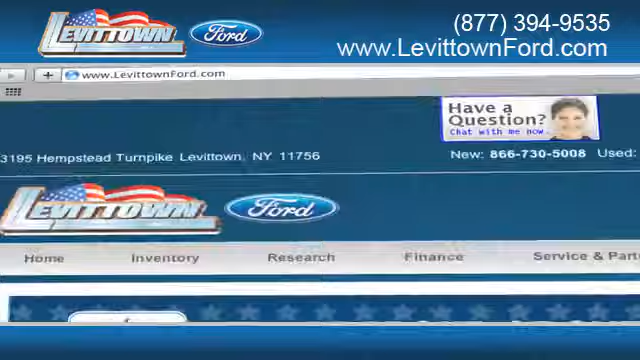 LEVITTOWN Ford
(877) 394-9535
www.LevittownFord.com
www.LevittownFord.com
Have a
Question?
Chat with me now.
3195 Hempstead Turnpike Levittown, NY 11756
New: 866-730-5008 Used:
LEVITTOWN Ford
Home Inventory Research Finance Service & Part